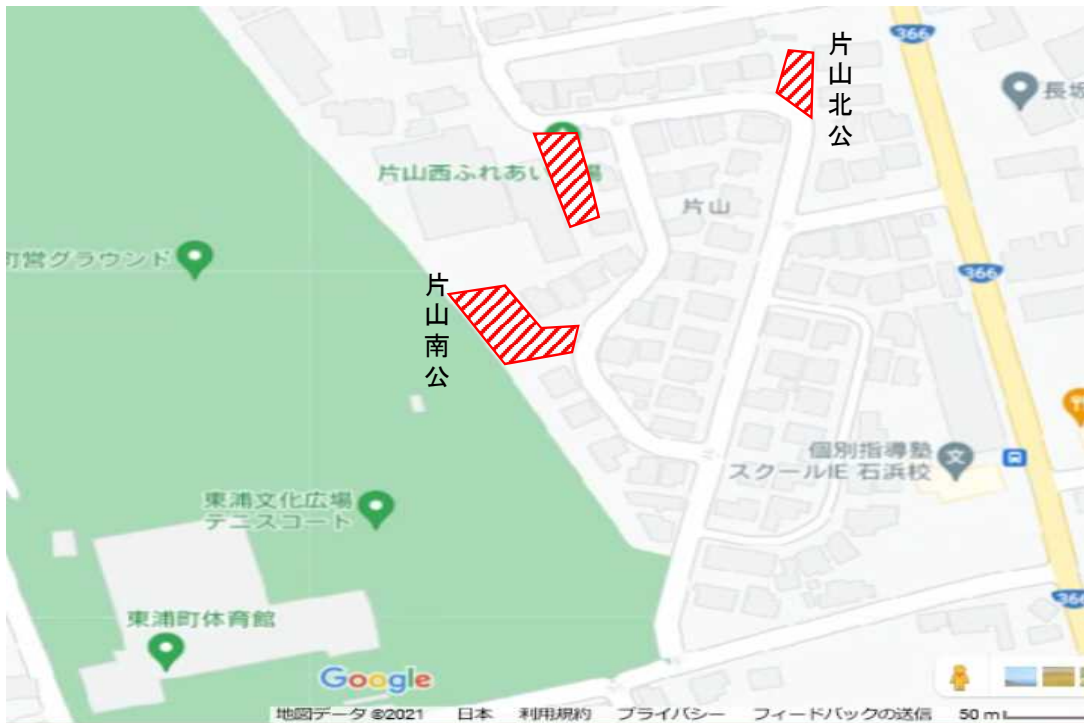 366
片山北公
長坂
片山西ふれあい
場
片山
町営グラウンド
366
片山南公
個別指導塾
スクールIE 石浜校
東浦文化広場
テニスコート
366
東浦町体育館
Google
地図データ ©2021 日本 利用規約 プライバシー フィードバックの送信 50 m